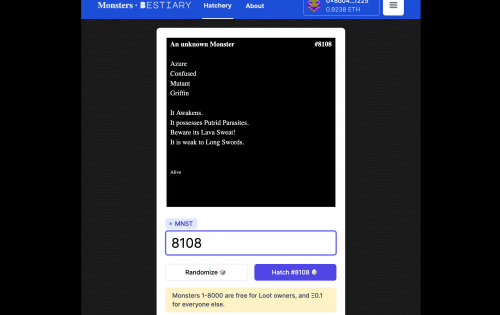 Monsters · BESTIARY
Hatchery
About
0.9238 ETH
An unknown Monster #8108
Azure
Confused
Mutant
Griffin
It Awakens.
It possesses Putrid Parasites.
Beware its Lava Sweat!
It is weak to Long Swords.
Alive
MNST
8108
Randomize
Hatch #8108
Monsters 1-8000 are free for Loot owners, and Ξ0.1
for everyone else.